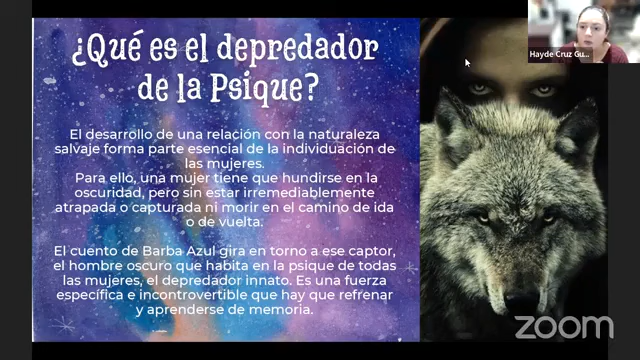 ¿Qué es el depredador
de la Psique?
El desarrollo de una relación con la naturaleza
salvaje forma parte esencial de la individuación de
las mujeres.
Para ello, una mujer tiene que hundirse en la
oscuridad, pero sin estar irremediablemente
atrapada o capturada ni morir en el camino de ida
o de vuelta.
El cuento de Barba Azul gira en torno a ese captor,
el hombre oscuro que habita en la psique de todas
las mujeres, el depredador innato. Es una fuerza
específica e incontrovertible que hay que refrenar
y aprenderse de memoria.
Hayde Cruz Gu...
zoom